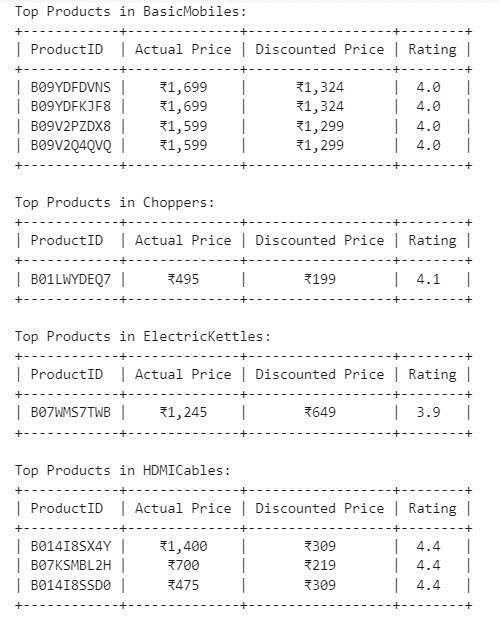 Top Products in BasicMobiles:
+------------+--------------+------------------+--------+
| ProductID  | Actual Price | Discounted Price | Rating |
+------------+--------------+------------------+--------+
| B09YDFDVNS |    ₹1,699    |      ₹1,324      |  4.0   |
| B09YDFKJF8 |    ₹1,699    |      ₹1,324      |  4.0   |
| B09V2PZDX8 |    ₹1,599    |      ₹1,299      |  4.0   |
| B09V2Q4QVQ |    ₹1,599    |      ₹1,299      |  4.0   |
+------------+--------------+------------------+--------+
Top Products in Choppers:
+------------+--------------+------------------+--------+
| ProductID  | Actual Price | Discounted Price | Rating |
+------------+--------------+------------------+--------+
| B01LWYDEQ7 |     ₹495     |       ₹199       |  4.1   |
+------------+--------------+------------------+--------+
Top Products in ElectricKettles:
+------------+--------------+------------------+--------+
| ProductID  | Actual Price | Discounted Price | Rating |
+------------+--------------+------------------+--------+
| B07WMS7TWB |    ₹1,245    |       ₹649       |  3.9   |
+------------+--------------+------------------+--------+
Top Products in HDMICables:
+------------+--------------+------------------+--------+
| ProductID  | Actual Price | Discounted Price | Rating |
+------------+--------------+------------------+--------+
| B014I8SX4Y |    ₹1,400    |       ₹309       |  4.4   |
| B07KSMBL2H |     ₹700     |       ₹219       |  4.4   |
| B014I8SSD0 |     ₹475     |       ₹309       |  4.4   |
+------------+--------------+------------------+--------+